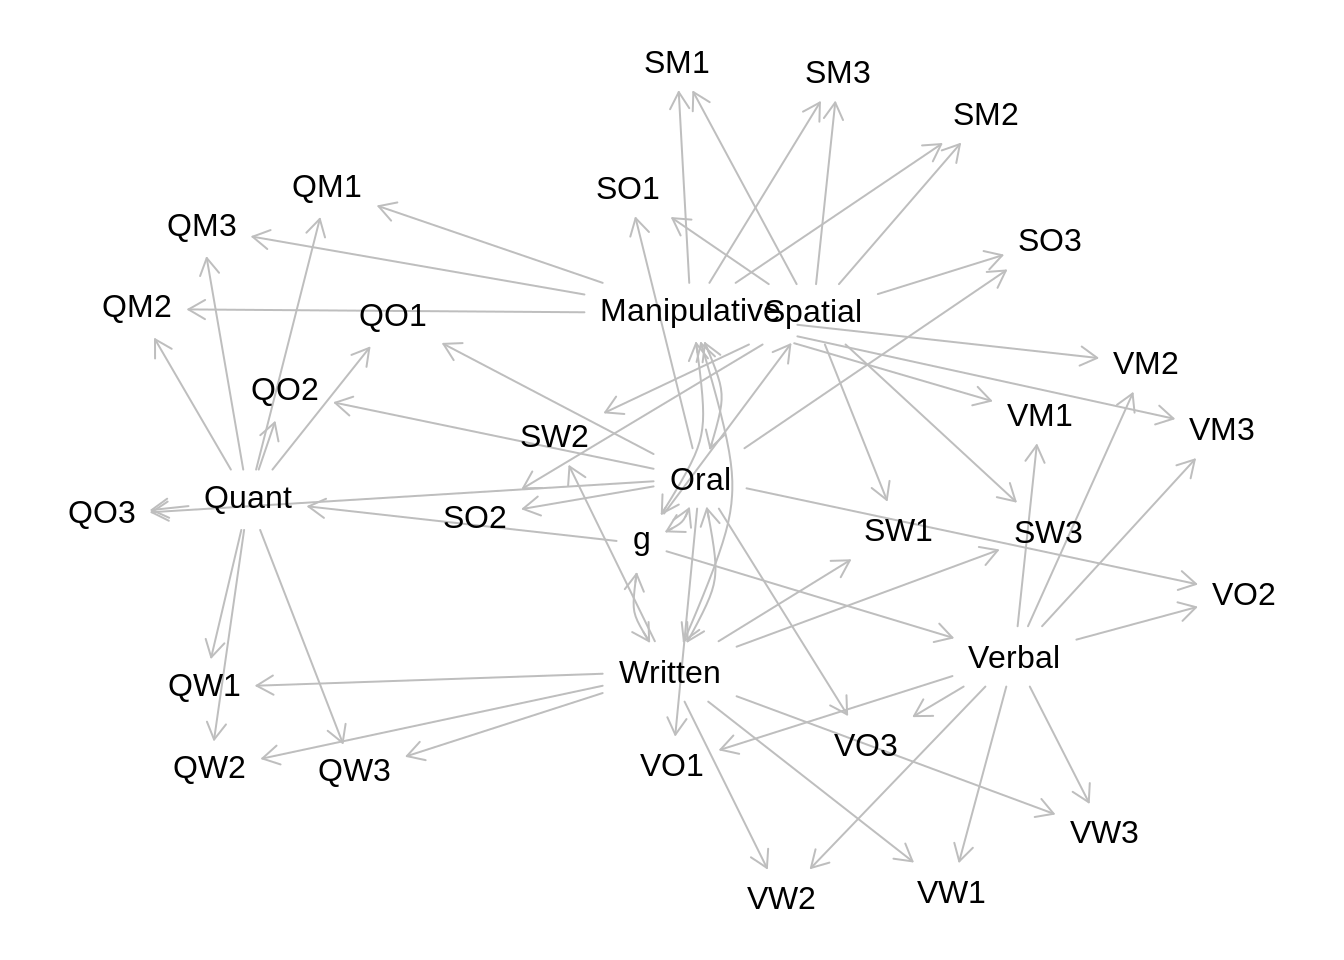 SM1
SM3
SM2
QM1
SO1
QM3
SO3
QM2
QO1
Manipulative
Spatial
VM2
QO2
VM1
VM3
SW2
Oral
Quant
QO3
SO2
SW1
SW3
g
VO2
Written
Verbal
QW1
VO3
QW2
QW3
VO1
VW3
VW2
VW1